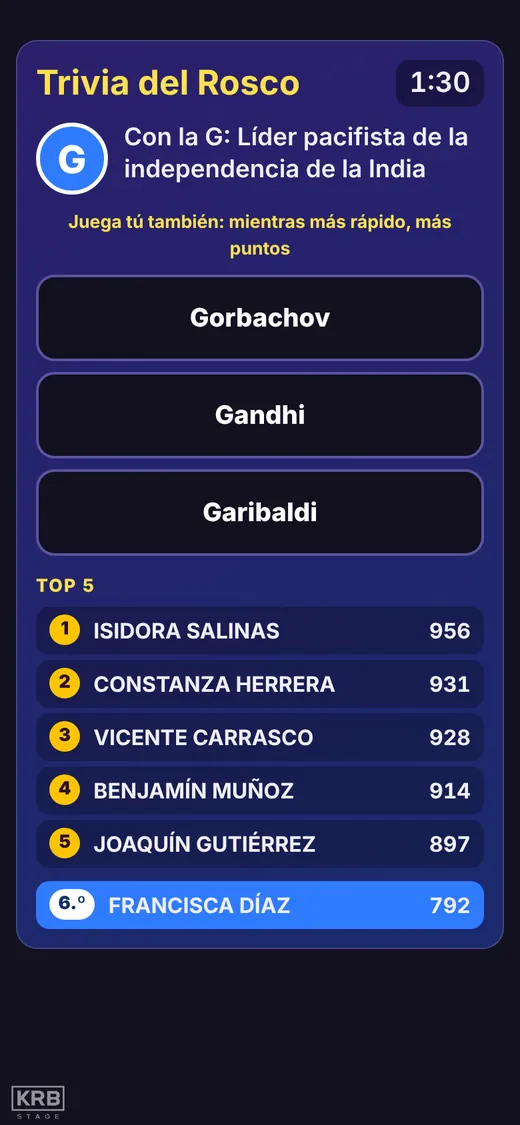 Trivia del Rosco
1:30
G
Con la G: Líder pacifista de la
independencia de la India
Juega tú también: mientras más rápido, más
puntos
Gorbachov
Gandhi
Garibaldi
TOP 5
1 ISIDORA SALINAS 956
2 CONSTANZA HERRERA 931
3 VICENTE CARRASCO 928
4 BENJAMÍN MUÑOZ 914
5 JOAQUÍN GUTIÉRREZ 897
6.º FRANCISCA DÍAZ 792
KRB
STAGE